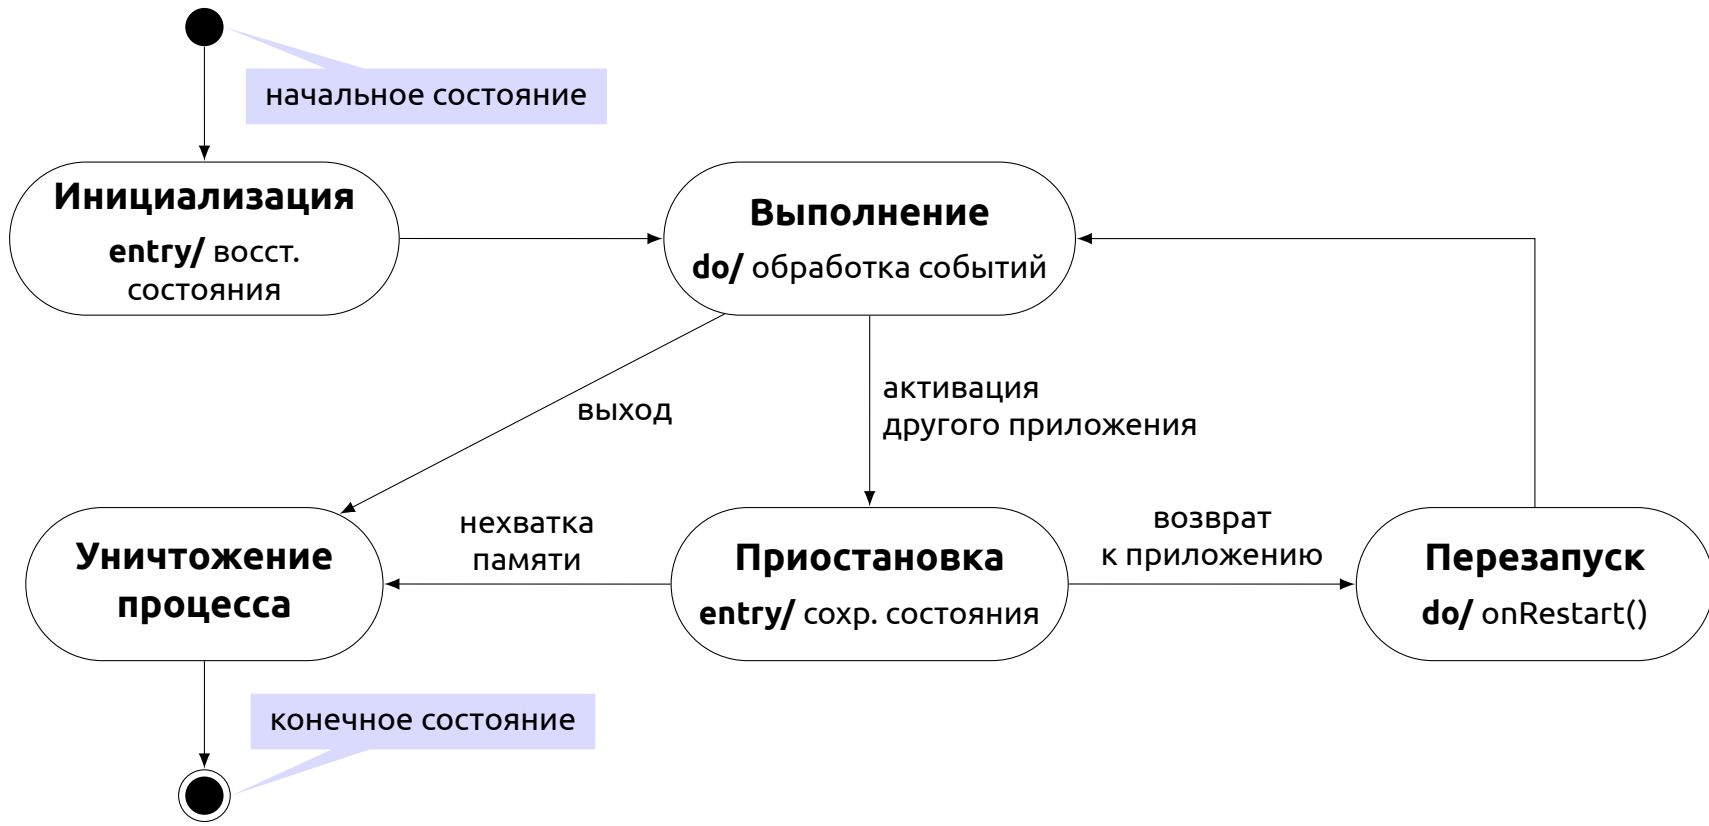 начальное состояние
Инициализация
entry/ восст.
состояния
Выполнение
do/ обработка событий
выход
активация
другого приложения
Уничтожение
процесса
нехватка
памяти
Приостановка
entry/ сохр. состояния
возврат
к приложению
Перезапуск
do/ onRestart()
конечное состояние